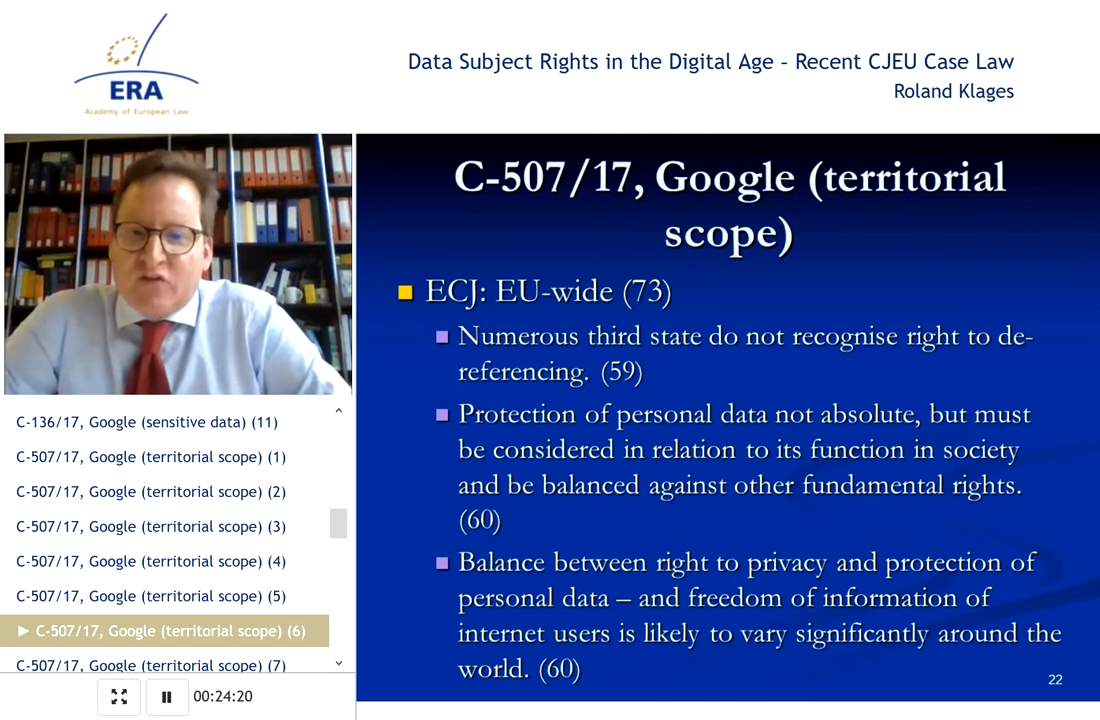 ERA
Academy of European Law
Data Subject Rights in the Digital Age - Recent CJEU Case Law
Roland Klages
C-136/17, Google (sensitive data) (11)
C-507/17, Google (territorial scope) (1)
C-507/17, Google (territorial scope) (2)
C-507/17, Google (territorial scope) (3)
C-507/17, Google (territorial scope) (4)
C-507/17, Google (territorial scope) (5)
► C-507/17, Google (territorial scope) (6)
C-507/17, Google (territorial scope) (7)
00:24:20
C-507/17, Google (territorial
scope)
ECJ: EU-wide (73)
Numerous third state do not recognise right to de-
referencing. (59)
Protection of personal data not absolute, but must
be considered in relation to its function in society
and be balanced against other fundamental rights.
(60)
Balance between right to privacy and protection of
personal data – and freedom of information of
internet users is likely to vary significantly around the
world. (60)
22